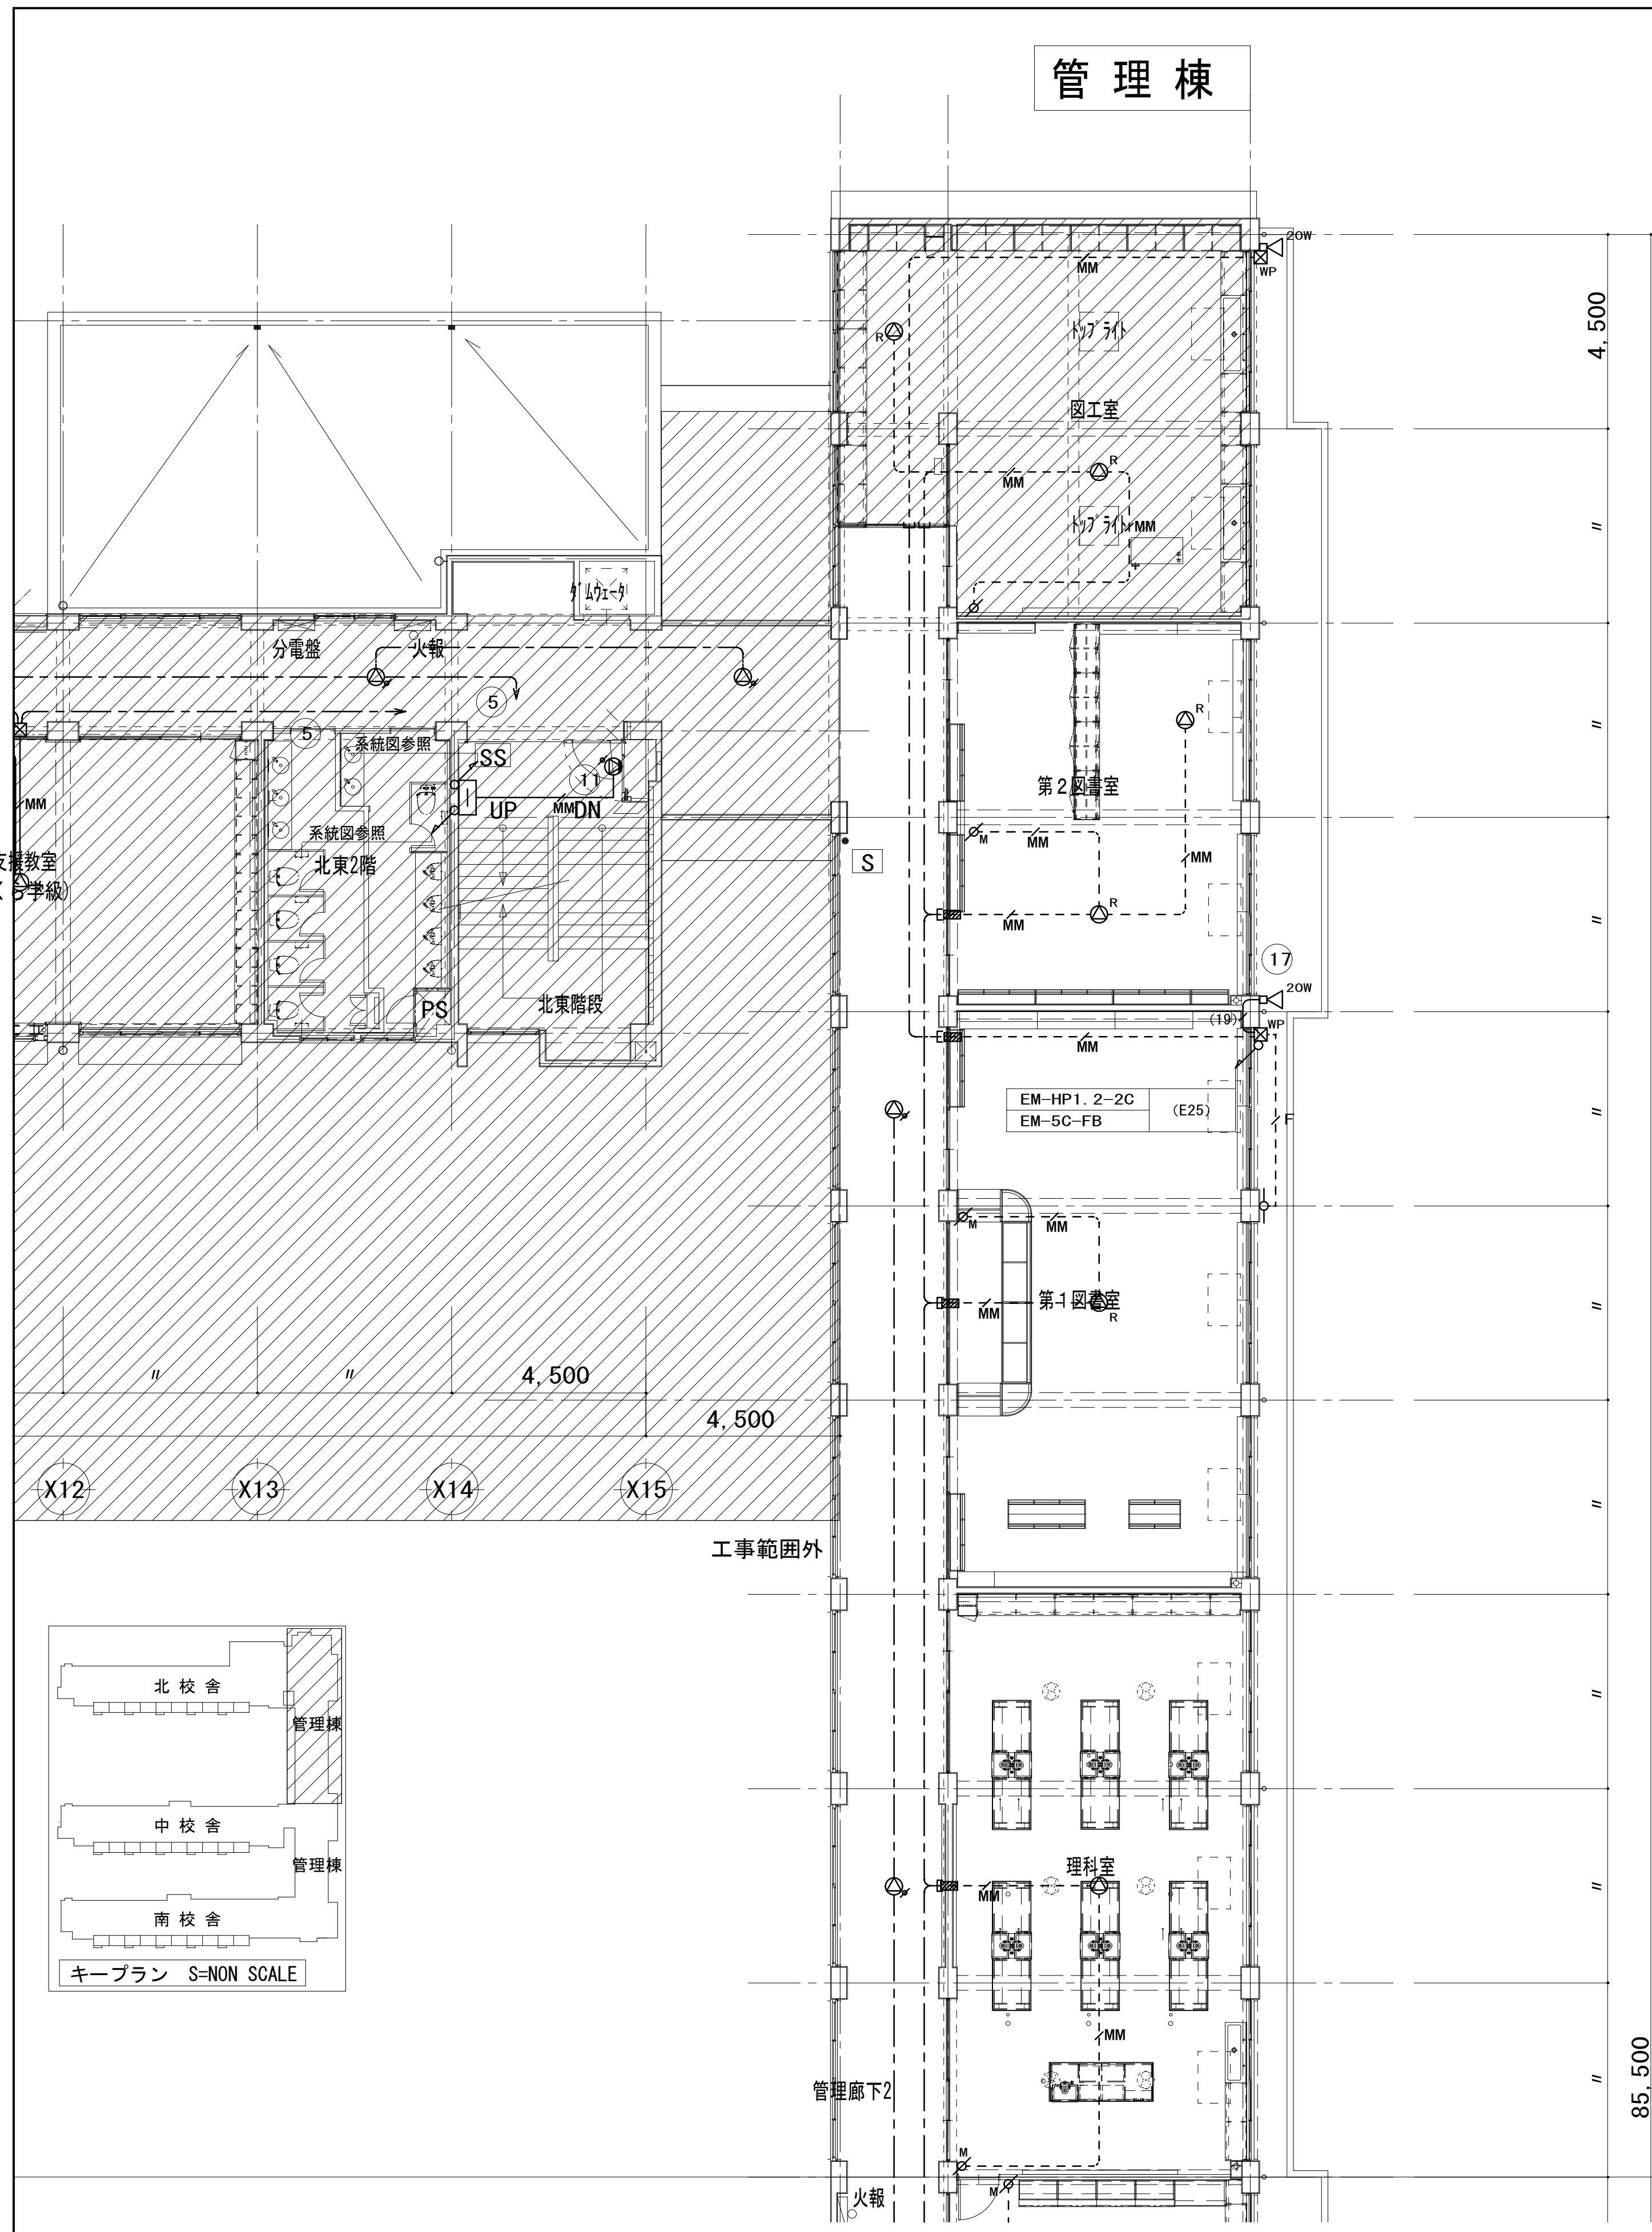 管理棟
20W
MM
WP
4,500
R
トップライト
図工室
R
MM
〃
トップライト
MM
ダムウェータ
分電盤
火報
5
5
R
〃
系統図参照
SS
11
第2図書室
UP
MM
DN
MM
M
MM
MM
系統図参照
支援教室
北東2階
S
学級)
R
〃
MM
17
PS
北東階段
20W
(19)
WP
MM
EM-HP1.2-2C
(E25)
EM-5C-FB
F
〃
M
MM
第1図書室
MM
R
〃
〃
〃
4,500
4,500
X12
X13
X14
X15
〃
工事範囲外
北校舎
管理棟
〃
中校舎
管理棟
理科室
MM
〃
南校舎
キープラン S=NON SCALE
MM
管理廊下2
〃
85,500
M
M
火報